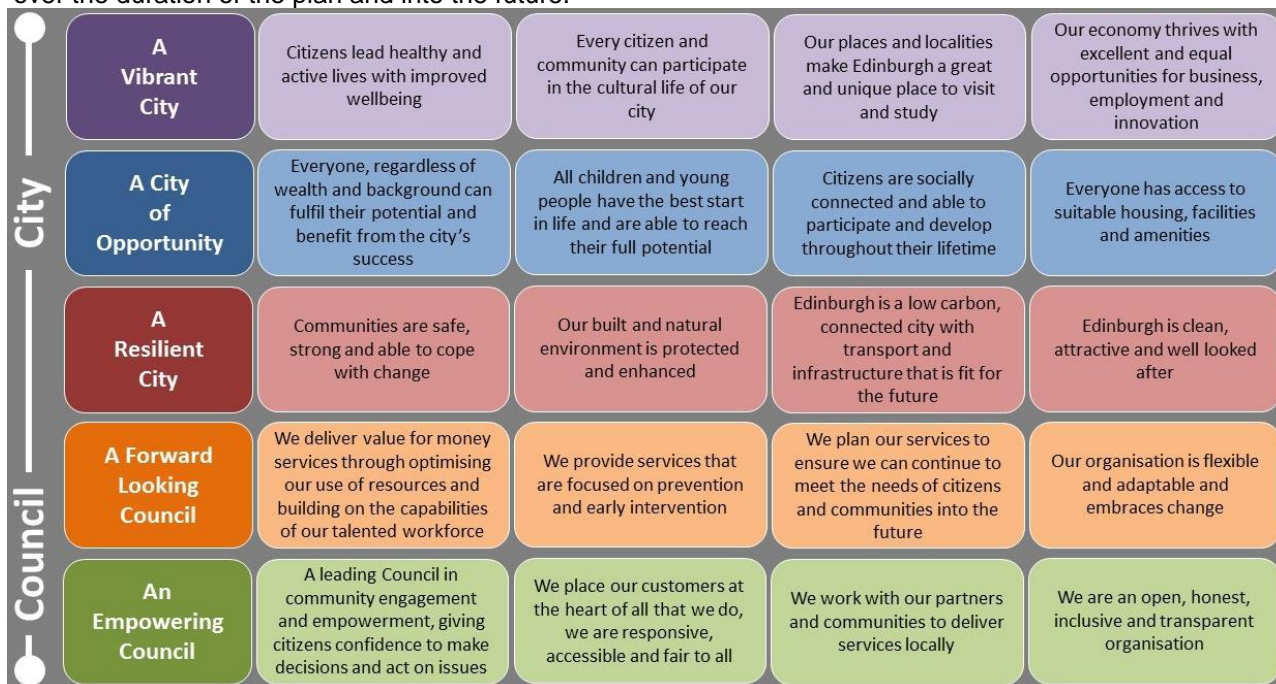 over the duration of the plan and into the future.
City
Council
A
Vibrant
City
Citizens lead healthy and
active lives with improved
wellbeing
Every citizen and
community can participate
in the cultural life of our
city
Our places and localities
make Edinburgh a great
and unique place to visit
and study
Our economy thrives with
excellent and equal
opportunities for business,
employment and
innovation
A City
of
Opportunity
Everyone, regardless of
wealth and background can
fulfil their potential and
benefit from the city's
success
All children and young
people have the best start
in life and are able to reach
their full potential
Citizens are socially
connected and able to
participate and develop
throughout their lifetime
Everyone has access to
suitable housing, facilities
and amenities
A
Resilient
City
Communities are safe,
strong and able to cope
with change
Our built and natural
environment is protected
and enhanced
Edinburgh is a low carbon,
connected city with
transport and
infrastructure that is fit for
the future
Edinburgh is clean,
attractive and well looked
after
A Forward
Looking
Council
We deliver value for money
services through optimising
our use of resources and
building on the capabilities
of our talented workforce
We provide services that
are focused on prevention
and early intervention
We plan our services to
ensure we can continue to
meet the needs of citizens
and communities into the
future
Our organisation is flexible
and adaptable and
embraces change
An
Empowering
Council
A leading Council in
community engagement
and empowerment, giving
citizens confidence to make
decisions and act on issues
We place our customers at
the heart of all that we do,
we are responsive,
accessible and fair to all
We work with our partners
and communities to deliver
services locally
We are an open, honest,
inclusive and transparent
organisation